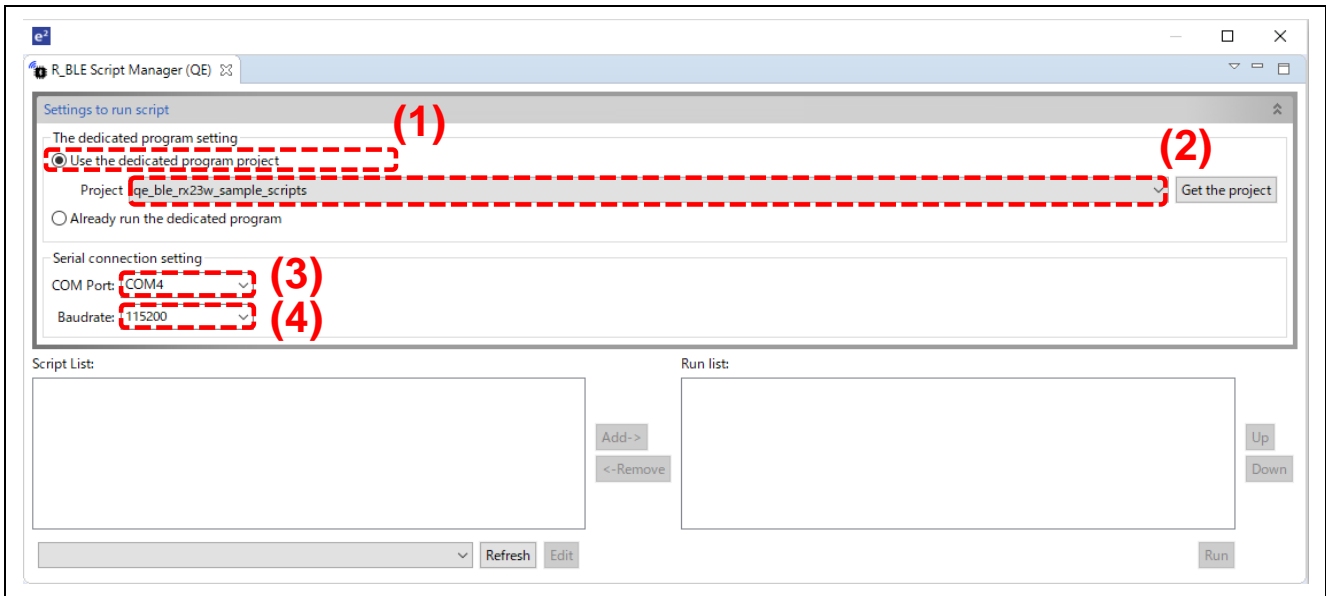 e²
R_BLE Script Manager (QE)
Settings to run script
(1)
The dedicated program setting
(2)
Use the dedicated program project
Project qe_ble_rx23w_sample_scripts Get the project
Already run the dedicated program
Serial connection setting
COM Port: COM4 (3)
Baudrate: 115200 (4)
Script List: Run list:
Add-> Up
<-Remove Down
Refresh Edit Run